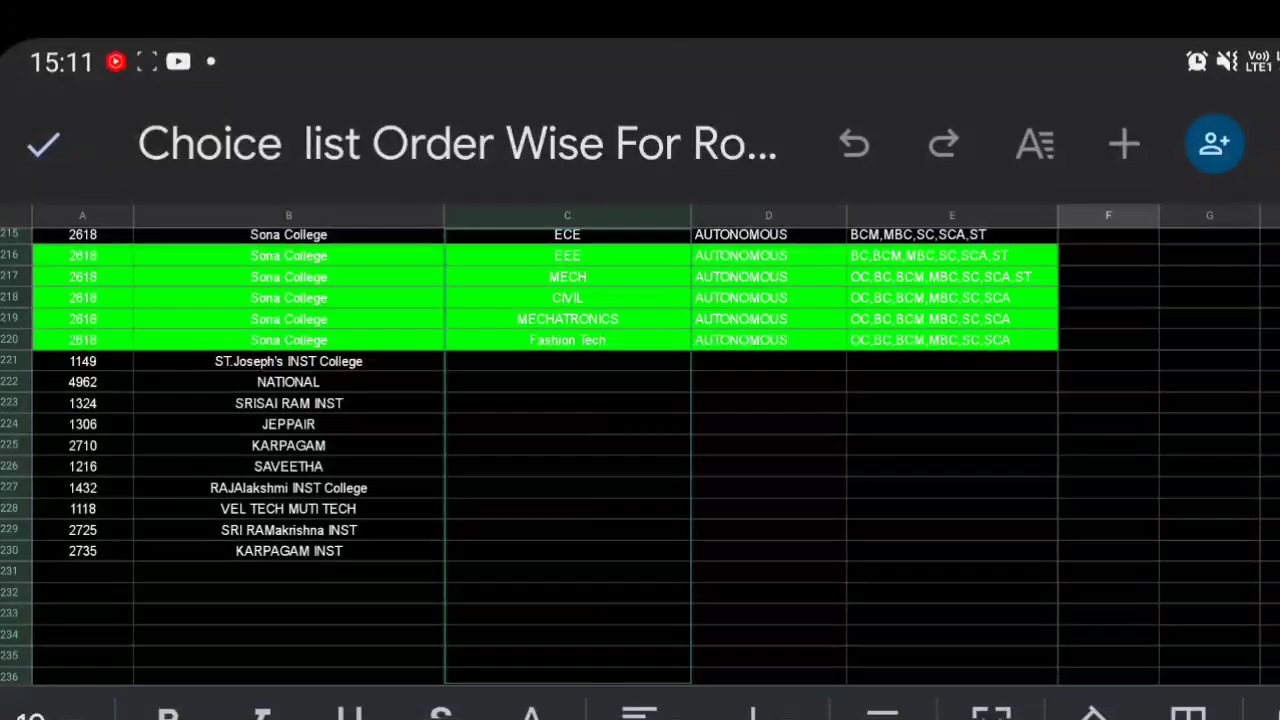 15:11 Vo)) LTE1
Choice list Order Wise For Ro...
A B C D E F G
215 2618 Sona College ECE AUTONOMOUS BCM,MBC,SC,SCA,ST
216 2618 Sona College EEE AUTONOMOUS BC,BCM,MBC,SC,SCA,ST
217 2618 Sona College MECH AUTONOMOUS OC,BC,BCM,MBC,SC,SCA,ST
218 2618 Sona College CIVIL AUTONOMOUS OC,BC,BCM,MBC,SC,SCA
219 2618 Sona College MECHATRONICS AUTONOMOUS OC,BC,BCM,MBC,SC,SCA
220 2618 Sona College Fashion Tech AUTONOMOUS OC,BC,BCM,MBC,SC,SCA
221 1149 ST.Joseph's INST College
222 4962 NATIONAL
223 1324 SRISAI RAM INST
224 1306 JEPPAIR
225 2710 KARPAGAM
226 1216 SAVEETHA
227 1432 RAJAlakshmi INST College
228 1118 VEL TECH MUTI TECH
229 2725 SRI RAMakrishna INST
230 2735 KARPAGAM INST
231
232
233
234
235
236